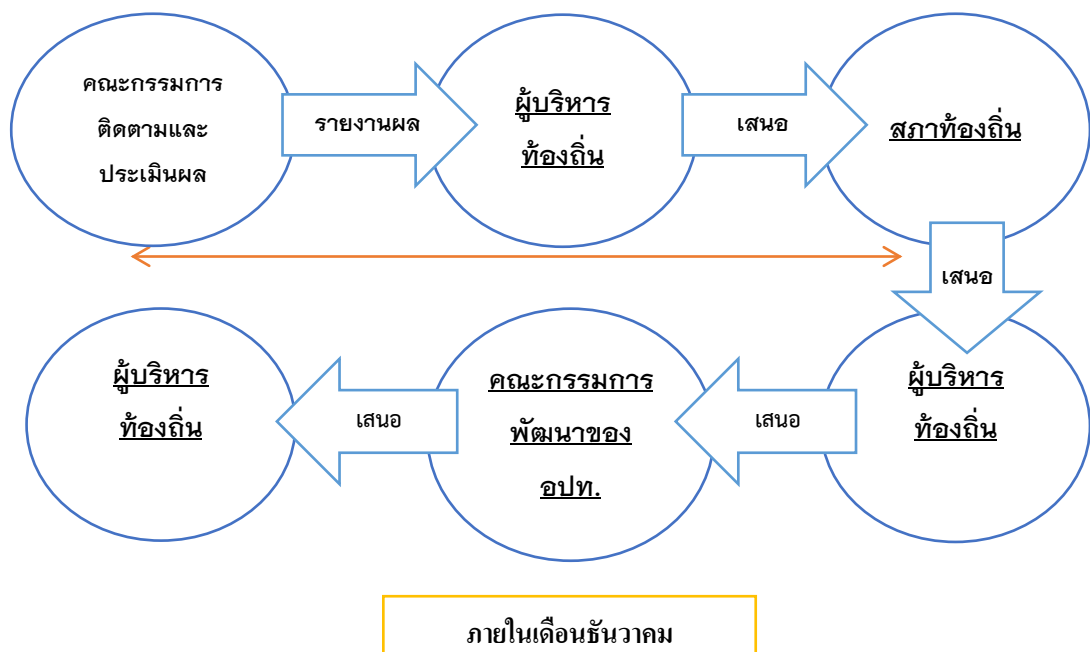 คณะกรรมการ
ติดตามและ
ประเมินผล
รายงานผล
ผู้บริหาร
ท้องถิ่น
เสนอ
สภาท้องถิ่น
เสนอ
ผู้บริหาร
ท้องถิ่น
เสนอ
คณะกรรมการ
พัฒนาของ
อปท.
เสนอ
ผู้บริหาร
ท้องถิ่น
ภายในเดือนธันวาคม